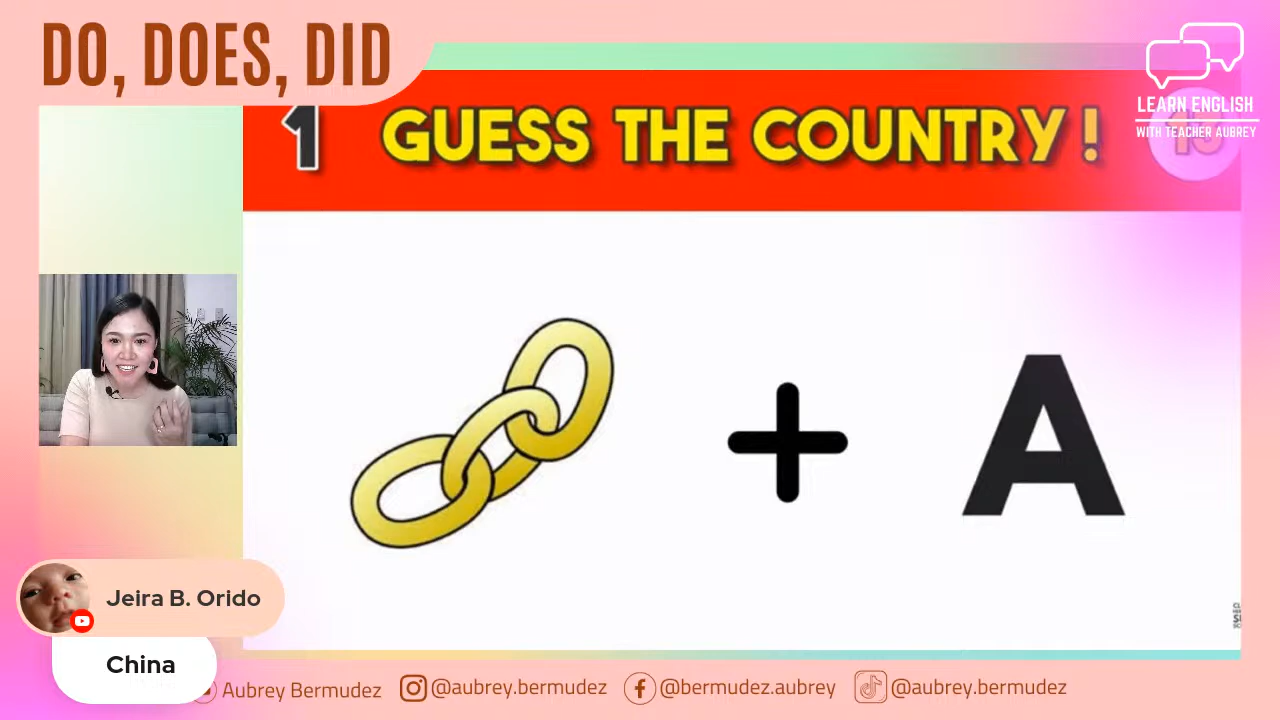 DO, DOES, DID
LEARN ENGLISH
WITH TEACHER AUBREY
1 GUESS THE COUNTRY!
A
Jeira B. Orido
China
Aubrey Bermudez
@aubrey.bermudez
@bermudez.aubrey
@aubrey.bermudez